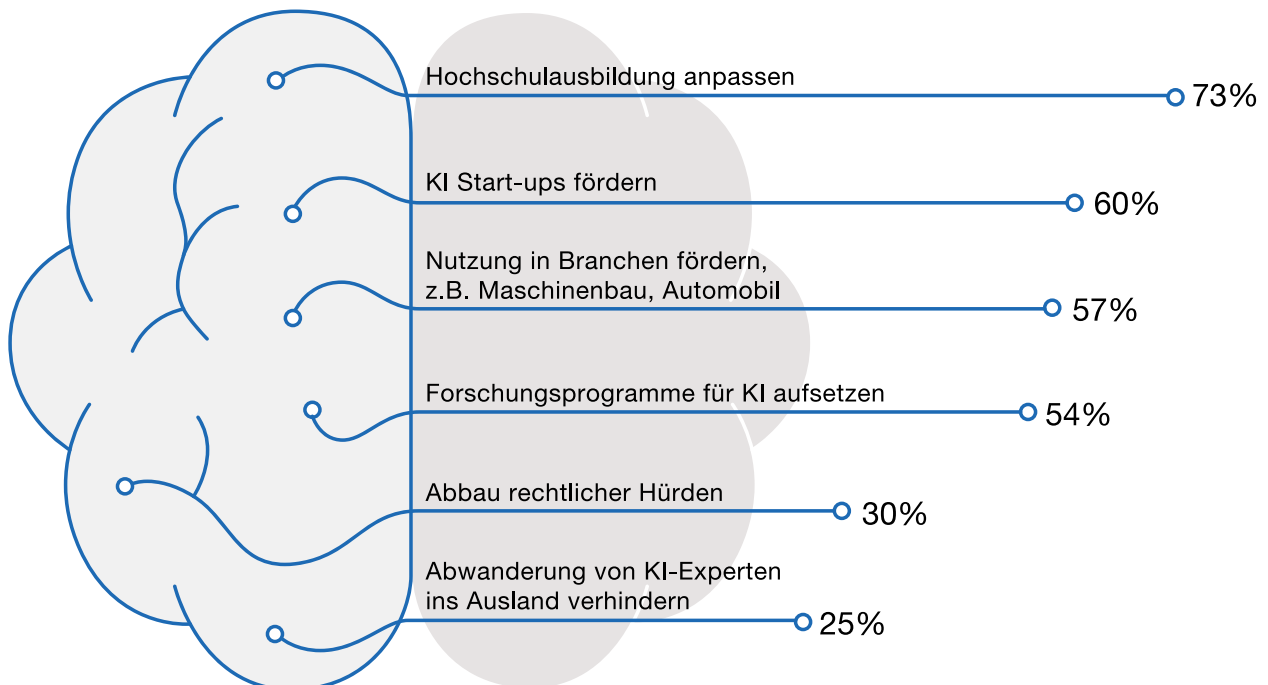 Hochschulausbildung anpassen
73%
KI Start-ups fördern
60%
Nutzung in Branchen fördern,
z.B. Maschinenbau, Automobil
57%
Forschungsprogramme für KI aufsetzen
54%
Abbau rechtlicher Hürden
30%
Abwanderung von KI-Experten
ins Ausland verhindern
25%